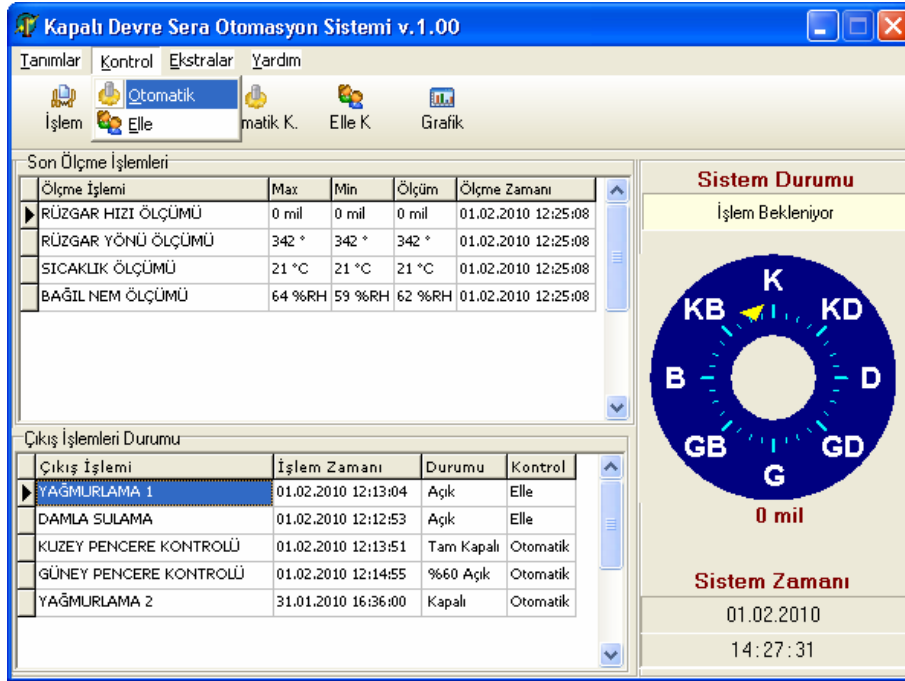 Kapalı Devre Sera Otomasyon Sistemi v.1.00
Tanımlar Kontrol Ekstralar Yardım
Otomatik
Elle
İşlem matik K. Elle K Grafik
Son Ölçme İşlemleri
Ölçme İşlemi Max Min Ölçüm Ölçme Zamanı
RÜZGAR HIZI ÖLÇÜMÜ 0 mil 0 mil 0 mil 01.02.2010 12:25:08
RÜZGAR YÖNÜ ÖLÇÜMÜ 342 ° 342 ° 342 ° 01.02.2010 12:25:08
SICAKLIK ÖLÇÜMÜ 21 °C 21 °C 21 °C 01.02.2010 12:25:08
BAĞIL NEM ÖLÇÜMÜ 64 %RH 59 %RH 62 %RH 01.02.2010 12:25:08
Çıkış İşlemleri Durumu
Çıkış İşlemi İşlem Zamanı Durumu Kontrol
YAĞMURLAMA 1 01.02.2010 12:13:04 Açık Elle
DAMLA SULAMA 01.02.2010 12:12:53 Açık Elle
KUZEY PENCERE KONTROLÜ 01.02.2010 12:13:51 Tam Kapalı Otomatik
GÜNEY PENCERE KONTROLÜ 01.02.2010 12:14:55 %60 Açık Otomatik
YAĞMURLAMA 2 31.01.2010 16:36:00 Kapalı Otomatik
Sistem Durumu
İşlem Bekleniyor
K
KB KD
B D
GB GD
G
0 mil
Sistem Zamanı
01.02.2010
14:27:31